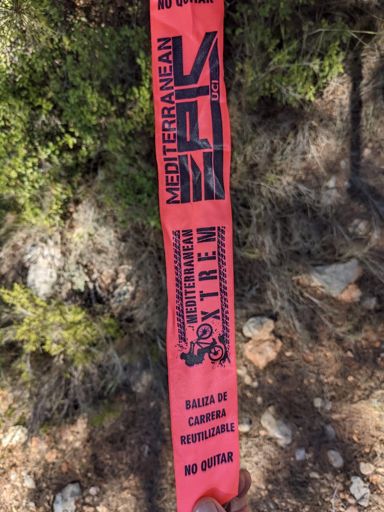 NO QUITAR
MEDITERRANEAN
EPIC
UCI
MEDITERRANEAN
XTREM
BALIZA DE
CARRERA
REUTILIZABLE
NO QUITAR